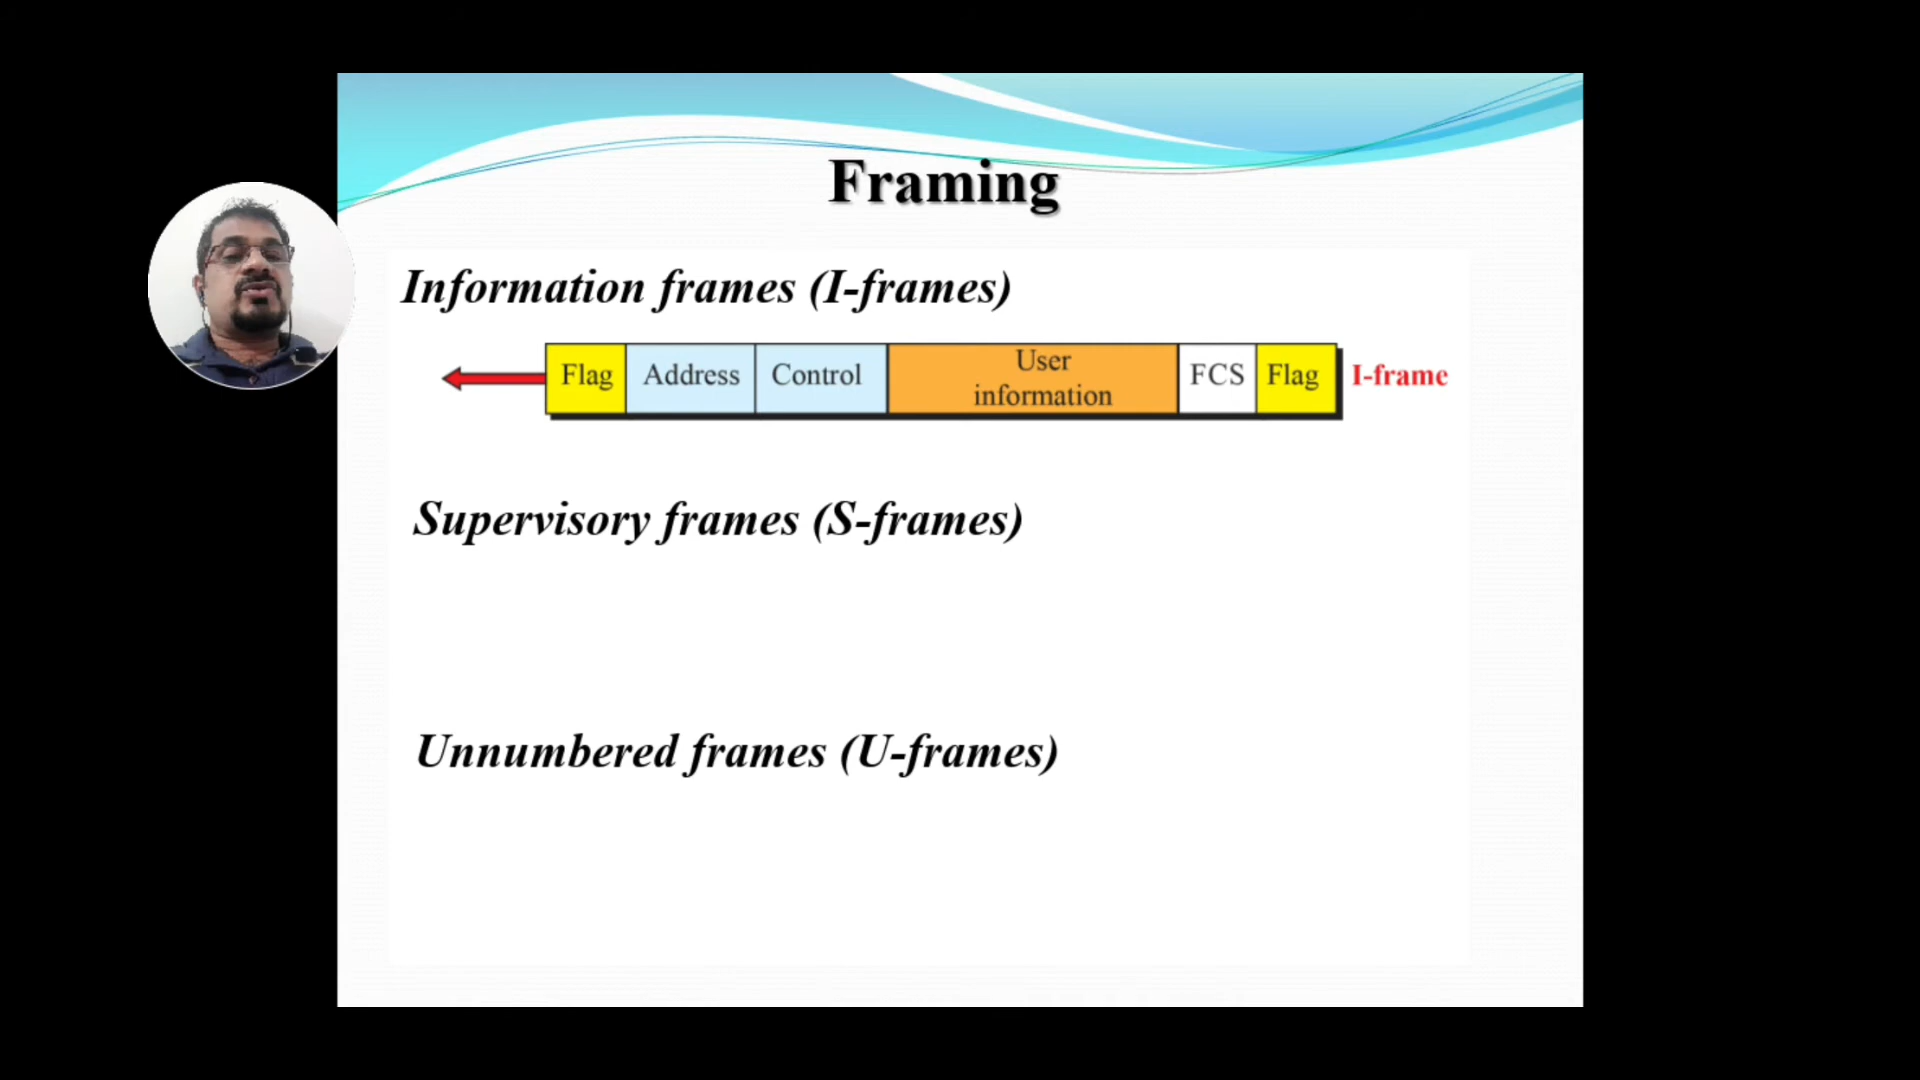 Framing
Information frames (I-frames)
Flag Address Control User information FCS Flag I-frame
Supervisory frames (S-frames)
Unnumbered frames (U-frames)